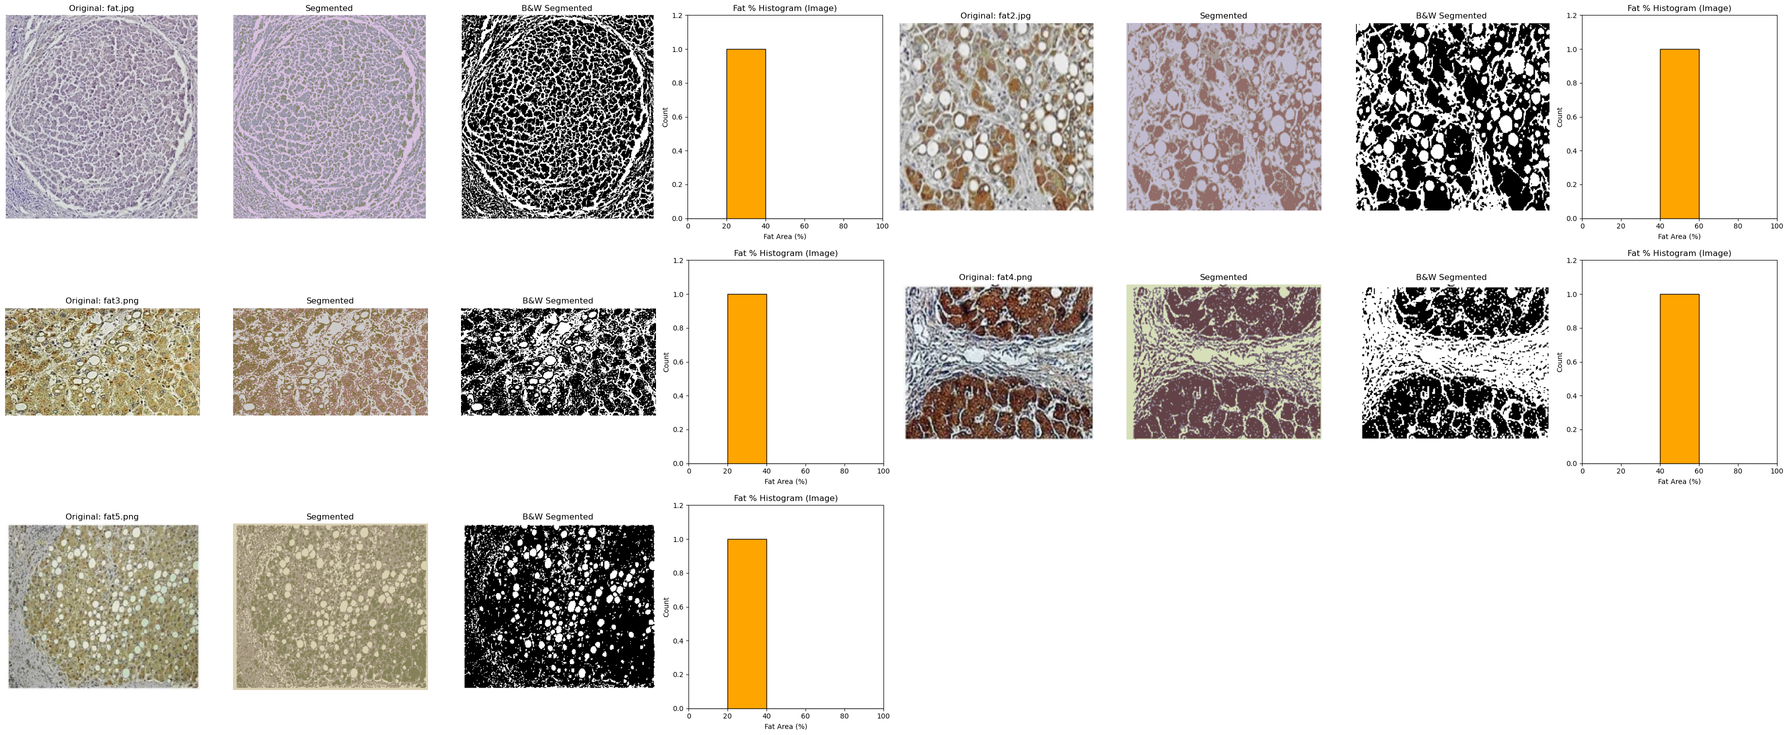 Original: fat.jpg
Segmented
B&W Segmented
Fat % Histogram (Image)
1.2
1.0
0.8
0.6
0.4
0.2
0.0
Count
0 20 40 60 80 100
Fat Area (%)
Original: fat2.jpg
Segmented
B&W Segmented
Fat % Histogram (Image)
1.2
1.0
0.8
0.6
0.4
0.2
0.0
Count
0 20 40 60 80 100
Fat Area (%)
Original: fat3.png
Segmented
B&W Segmented
Fat % Histogram (Image)
1.2
1.0
0.8
0.6
0.4
0.2
0.0
Count
0 20 40 60 80 100
Fat Area (%)
Original: fat4.png
Segmented
B&W Segmented
Fat % Histogram (Image)
1.2
1.0
0.8
0.6
0.4
0.2
0.0
Count
0 20 40 60 80 100
Fat Area (%)
Original: fat5.png
Segmented
B&W Segmented
Fat % Histogram (Image)
1.2
1.0
0.8
0.6
0.4
0.2
0.0
Count
0 20 40 60 80 100
Fat Area (%)